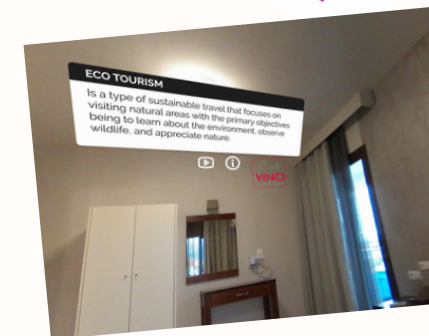 ECO TOURISM
Is a type of sustainable travel that focuses on
visiting natural areas with the primary objectives
being to learn about the environment, observe
wildlife, and appreciate nature.
VINCI